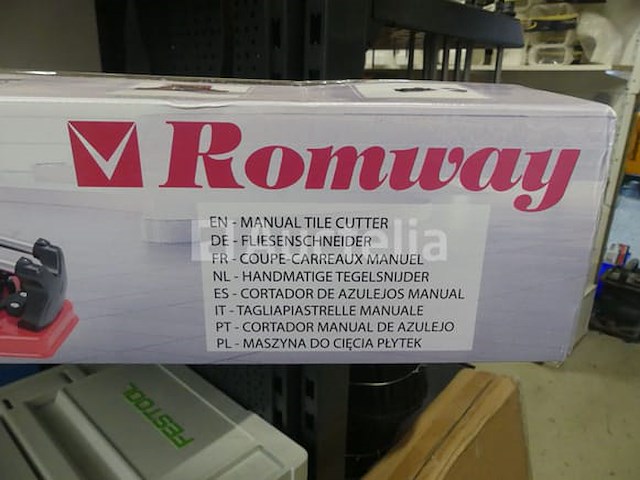 Romway
EN - MANUAL TILE CUTTER
DE - FLIESENSCHNEIDER
FR - COUPE-CARREAUX MANUEL
NL - HANDMATIGE TEGELSNIJDER
ES - CORTADOR DE AZULEJOS MANUAL
IT - TAGLIAPIASTRELLE MANUALE
PT - CORTADOR MANUAL DE AZULEJO
PL - MASZYNA DO CIĘCIA PŁYTEK
FESTOOL